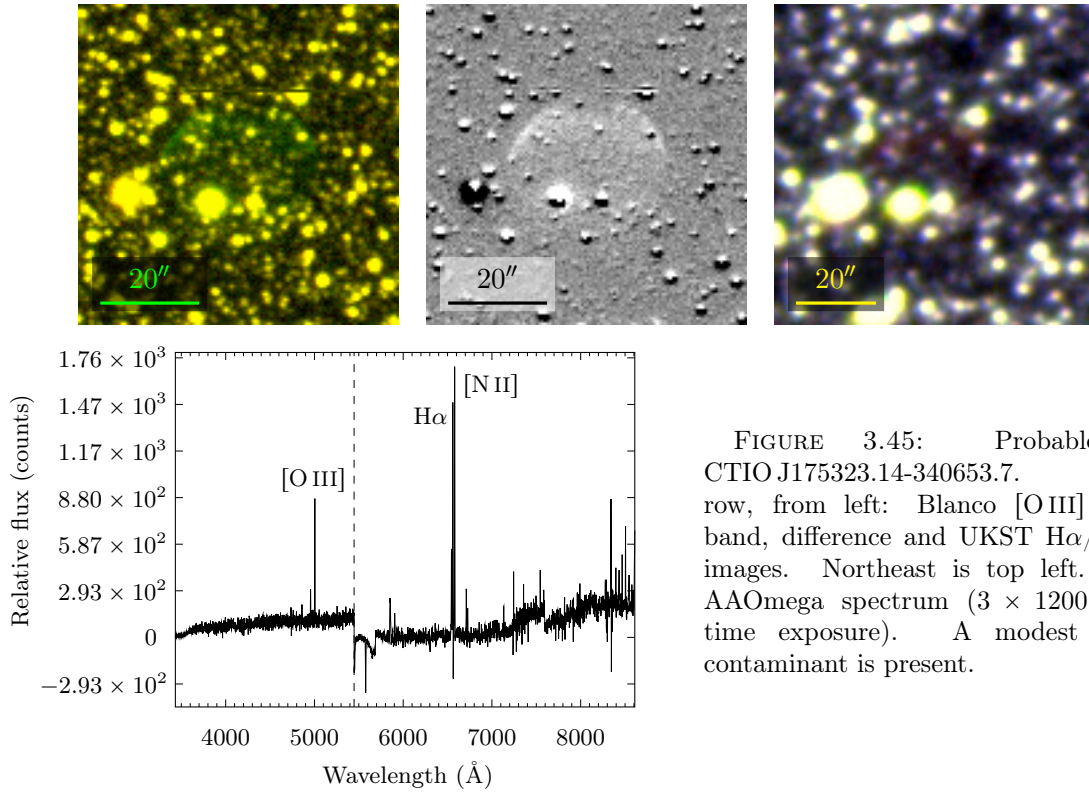 20″
20″
20″
1.76 × 10³
1.47 × 10³
1.17 × 10³
8.80 × 10²
5.87 × 10²
2.93 × 10²
0
−2.93 × 10²
Relative flux (counts)
[O III]
Hα
[N II]
4000
5000
6000
7000
8000
Wavelength (Å)
FIGURE 3.45: Probable
CTIO J175323.14-340653.7.
row, from left: Blanco [O III]
band, difference and UKST Hα/
images. Northeast is top left.
AAOmega spectrum (3 × 1200
time exposure). A modest
contaminant is present.